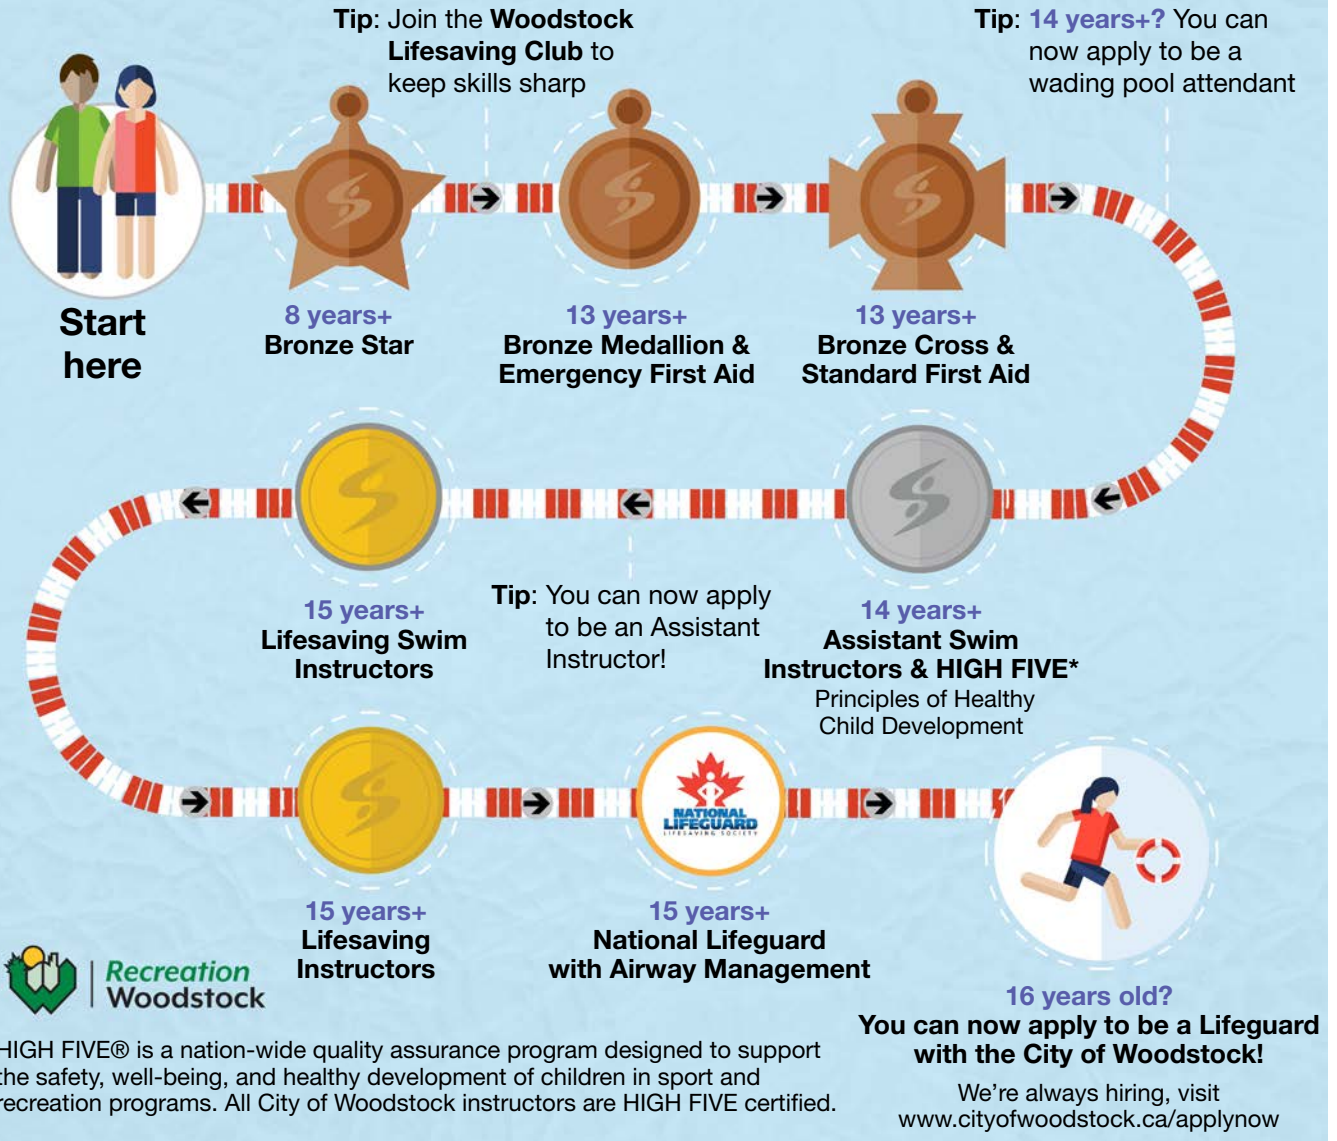 Tip: Join the Woodstock
Lifesaving Club to
keep skills sharp
Tip: 14 years+? You can
now apply to be a
wading pool attendant
Start
here
8 years+
Bronze Star
13 years+
Bronze Medallion &
Emergency First Aid
13 years+
Bronze Cross &
Standard First Aid
15 years+
Lifesaving Swim
Instructors
Tip: You can now apply
to be an Assistant
Instructor!
14 years+
Assistant Swim
Instructors & HIGH FIVE*
Principles of Healthy
Child Development
NATIONAL
LIFEGUARD
LIFESAVING SOCIETY
15 years+
Lifesaving
Instructors
15 years+
National Lifeguard
with Airway Management
16 years old?
You can now apply to be a Lifeguard
with the City of Woodstock!
We're always hiring, visit
www.cityofwoodstock.ca/applynow
Recreation
Woodstock
HIGH FIVE® is a nation-wide quality assurance program designed to support
the safety, well-being, and healthy development of children in sport and
recreation programs. All City of Woodstock instructors are HIGH FIVE certified.